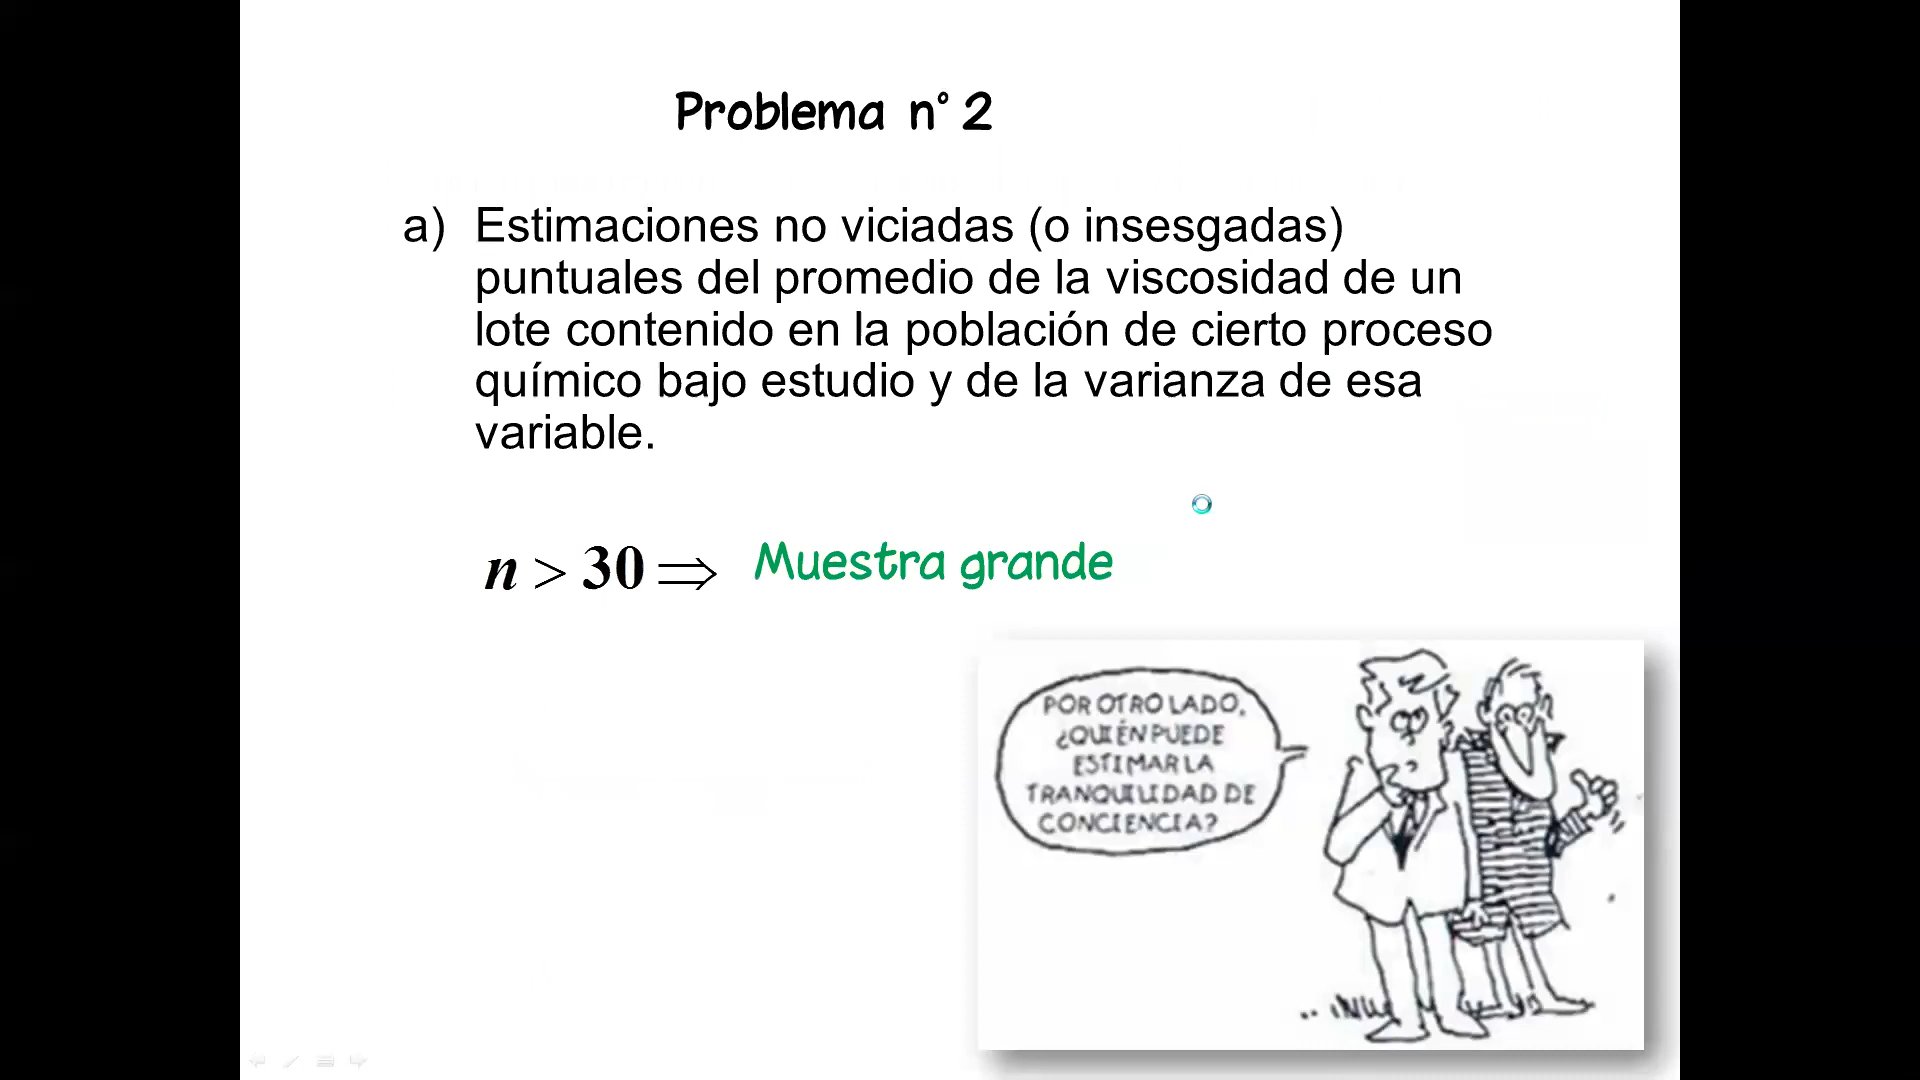 Problema n° 2
a) Estimaciones no viciadas (o insesgadas)
puntuales del promedio de la viscosidad de un
lote contenido en la población de cierto proceso
químico bajo estudio y de la varianza de esa
variable.
n > 30 ⇒ Muestra grande
POR OTRO LADO,
¿QUIÉN PUEDE
ESTIMAR LA
TRANQUILIDAD DE
CONCIENCIA?